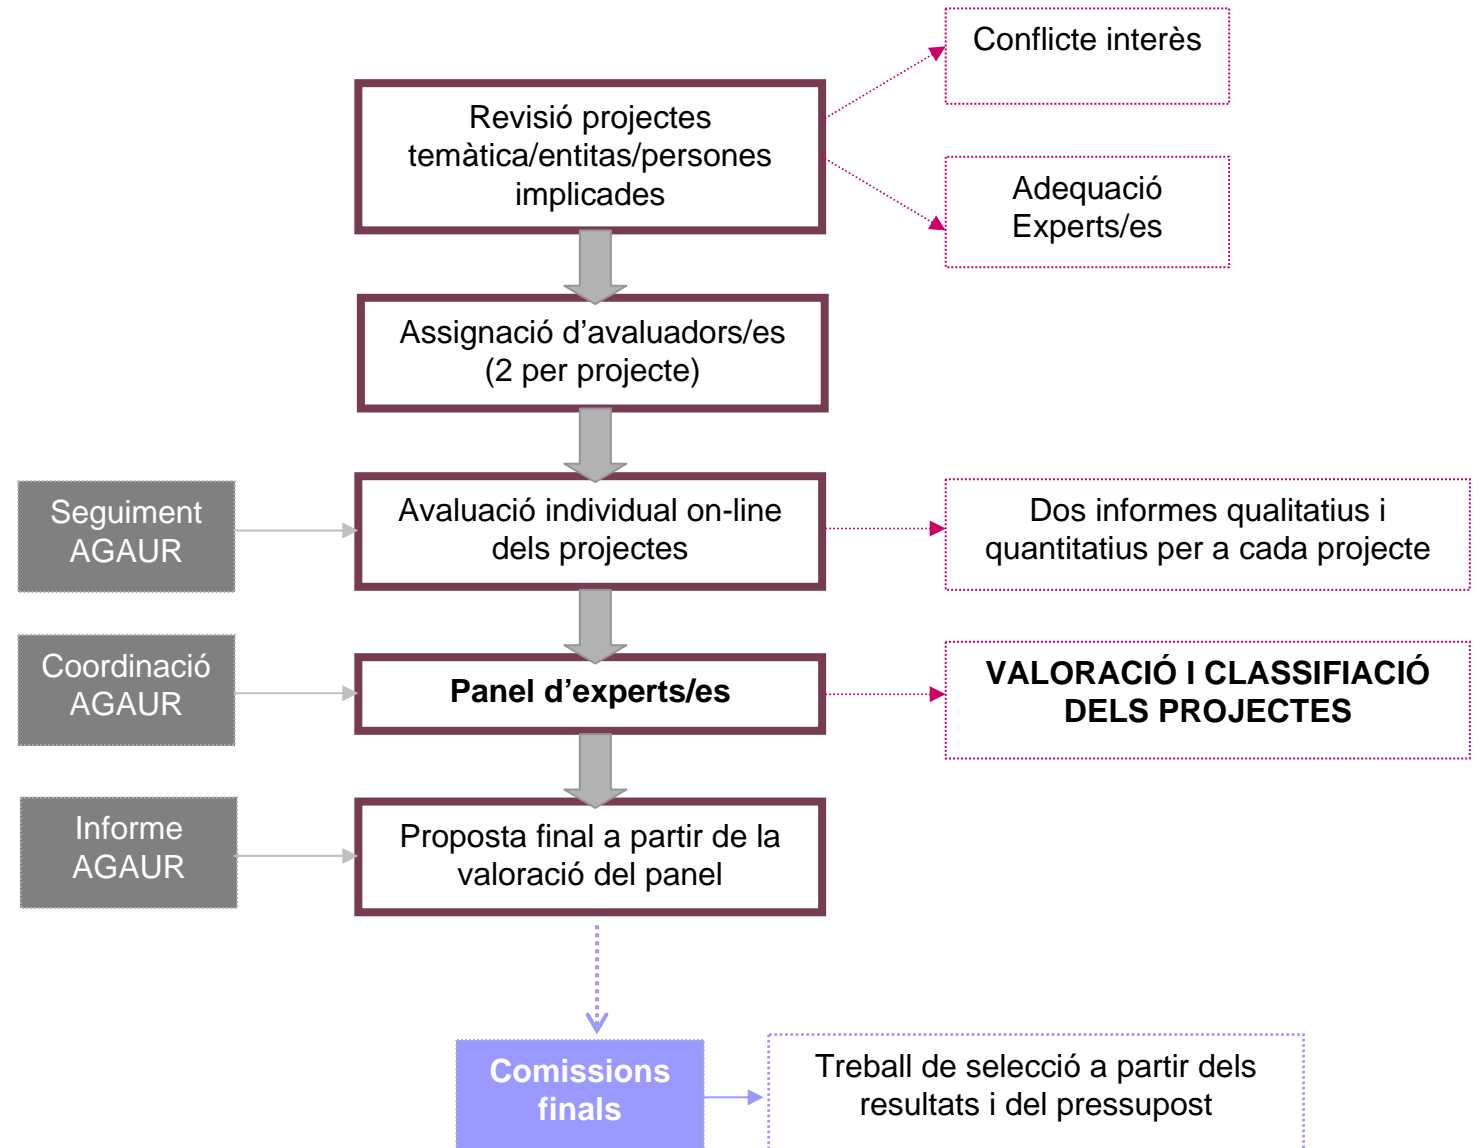 Conflicte interès
Revisió projectes
temàtica/entitas/persones
implicades
Adequació
Experts/es
Assignació d’avaluadors/es
(2 per projecte)
Seguiment
AGAUR
Avaluació individual on-line
dels projectes
Dos informes qualitatius i
quantitatius per a cada projecte
Coordinació
AGAUR
Panel d’experts/es
VALORACIÓ I CLASSIFIACIÓ
DELS PROJECTES
Informe
AGAUR
Proposta final a partir de la
valoració del panel
Comissions
finals
Treball de selecció a partir dels
resultats i del pressupost